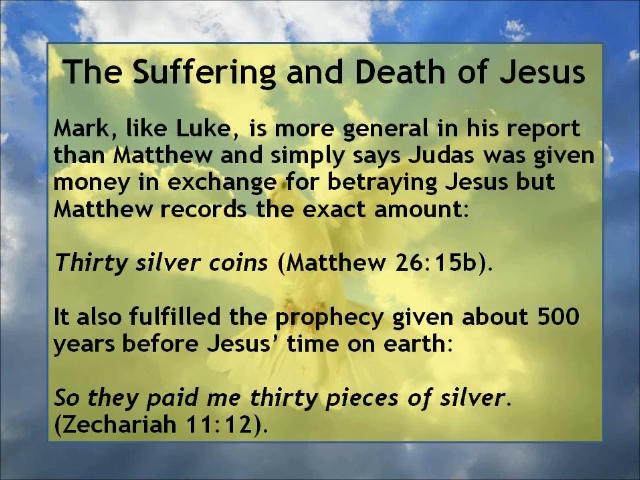 The Suffering and Death of Jesus
Mark, like Luke, is more general in his report
than Matthew and simply says Judas was given
money in exchange for betraying Jesus but
Matthew records the exact amount:
Thirty silver coins (Matthew 26:15b).
It also fulfilled the prophecy given about 500
years before Jesus’ time on earth:
So they paid me thirty pieces of silver.
(Zechariah 11:12).